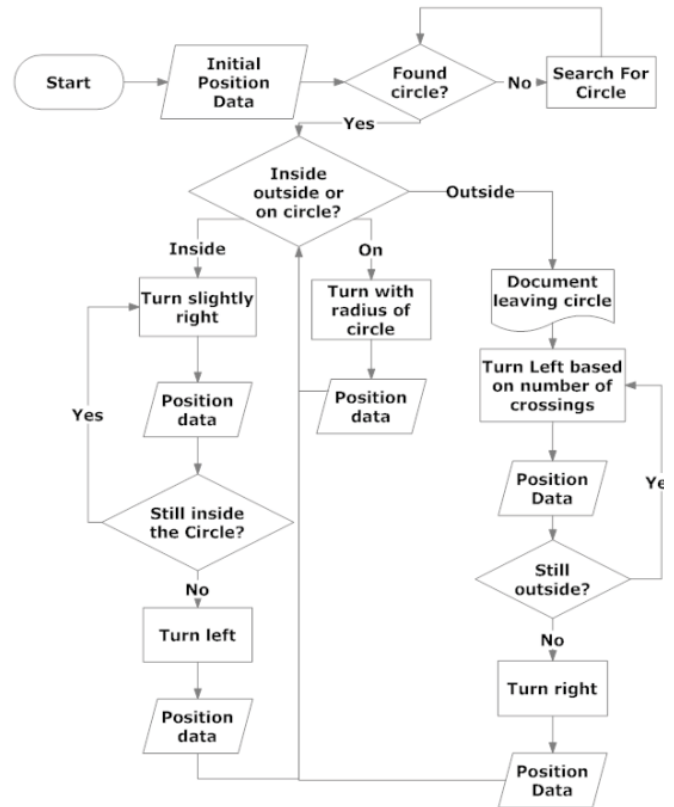 Start
Initial
Position
Data
Found
circle?
No
Search For
Circle
Yes
Inside
outside or
on circle?
Outside
Inside
On
Turn slightly
right
Turn with
radius of
circle
Document
leaving circle
Turn Left based
on number of
crossings
Yes
Position
data
Position
data
Position
Data
Ye
Still inside
the Circle?
Still
outside?
No
Turn left
No
Turn right
Position
data
Position
Data